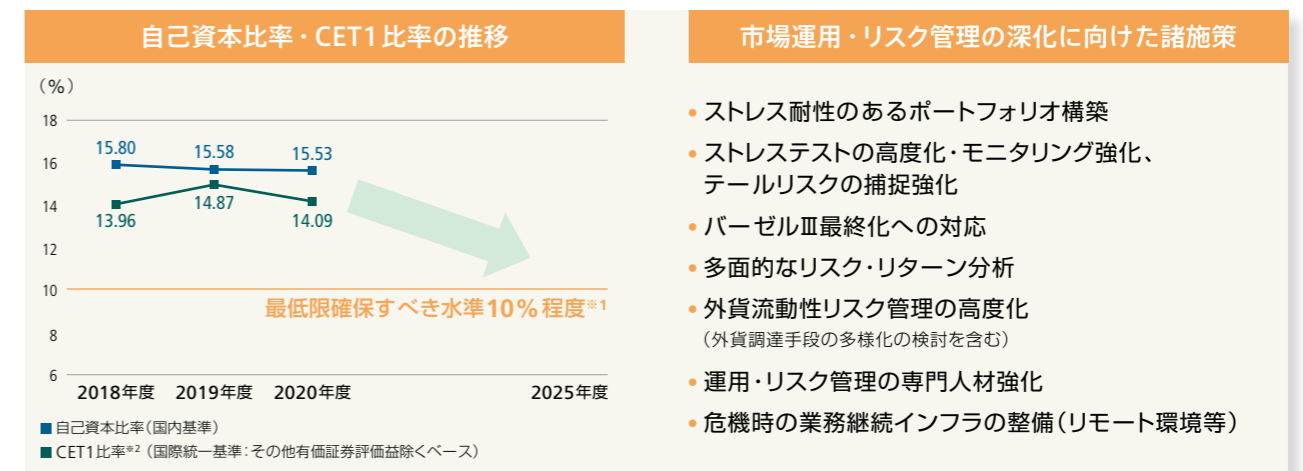 自己資本比率・CET1比率の推移
(%)
18
16
14
12
10
8
6
15.80
15.58
15.53
13.96
14.87
14.09
最低限確保すべき水準10%程度※1
2018年度
2019年度
2020年度
2025年度
■自己資本比率(国内基準)
■CET1比率※2(国際統一基準:その他有価証券評価益除くベース)
市場運用・リスク管理の深化に向けた諸施策
• ストレス耐性のあるポートフォリオ構築
• ストレステストの高度化・モニタリング強化、
テールリスクの捕捉強化
• バーゼルⅢ最終化への対応
• 多面的なリスク・リターン分析
• 外貨流動性リスク管理の高度化
(外貨調達手段の多様化の検討を含む)
• 運用・リスク管理の専門人材強化
• 危機時の業務継続インフラの整備(リモート環境等)